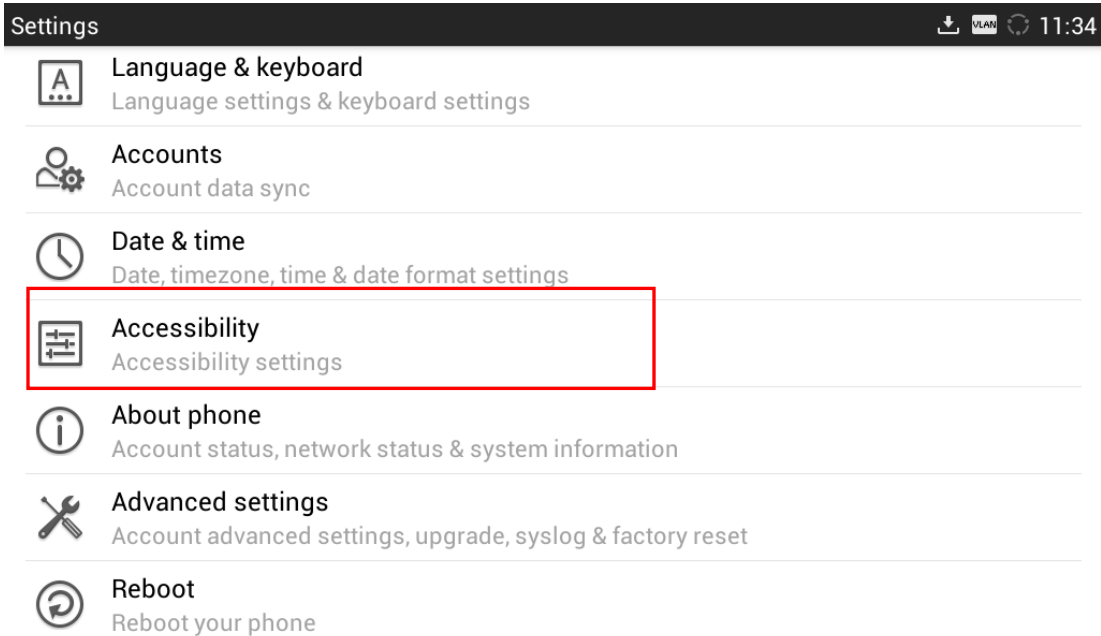 Settings
VLAN
11:34
A
Language & keyboard
Language settings & keyboard settings
Accounts
Account data sync
Date & time
Date, timezone, time & date format settings
Accessibility
Accessibility settings
About phone
Account status, network status & system information
Advanced settings
Account advanced settings, upgrade, syslog & factory reset
Reboot
Reboot your phone